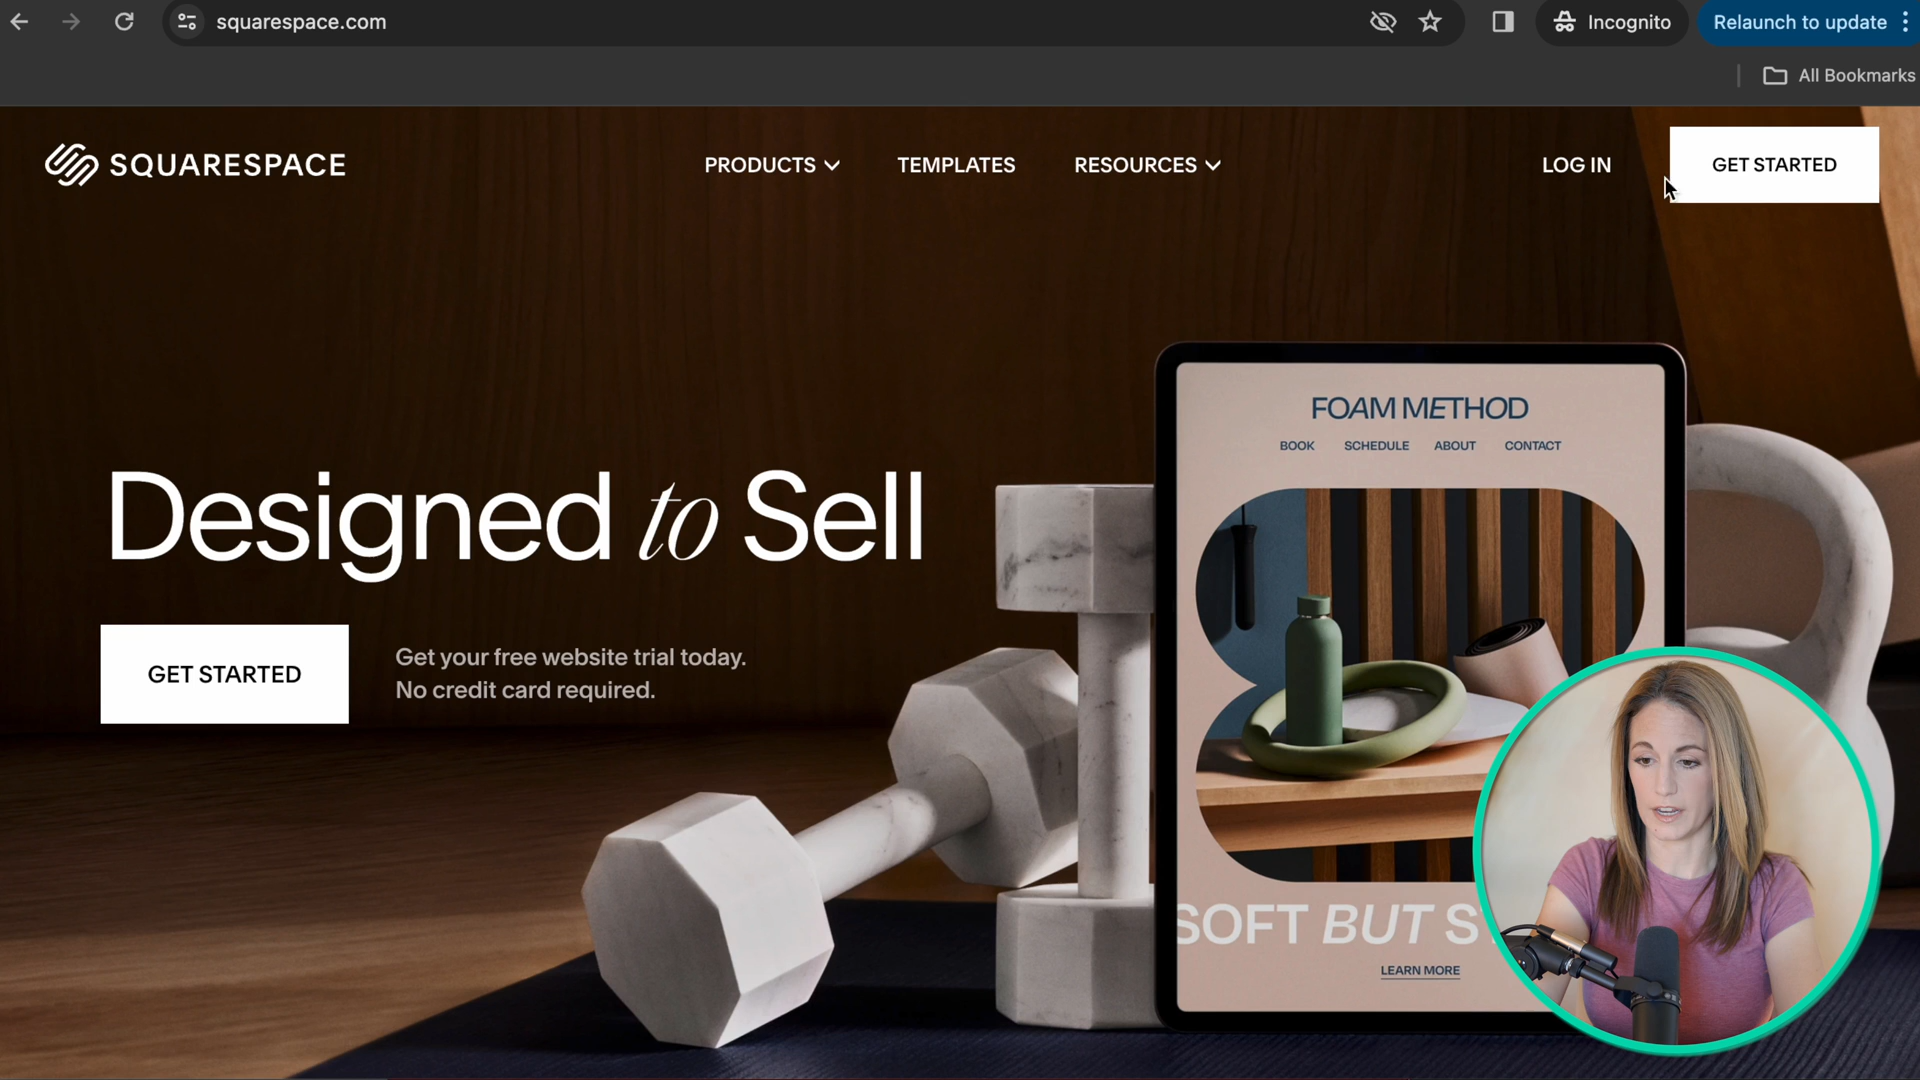 squarespace.com
Incognito
Relaunch to update
All Bookmarks
SQUARESPACE
PRODUCTS
TEMPLATES
RESOURCES
LOG IN
GET STARTED
Designed to Sell
GET STARTED
Get your free website trial today.
No credit card required.
FOAM METHOD
BOOK
SCHEDULE
ABOUT
CONTACT
SOFT BUT S
LEARN MORE